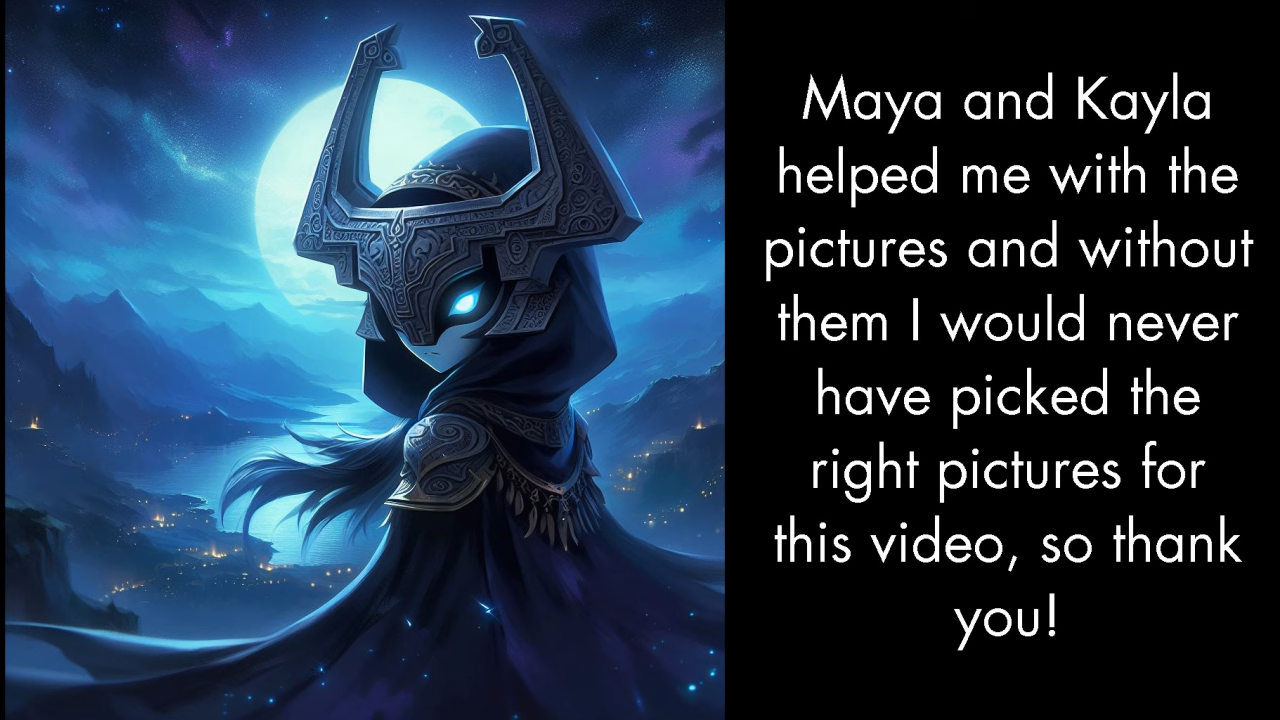 Maya and Kayla
helped me with the
pictures and without
them I would never
have picked the
right pictures for
this video, so thank
you!